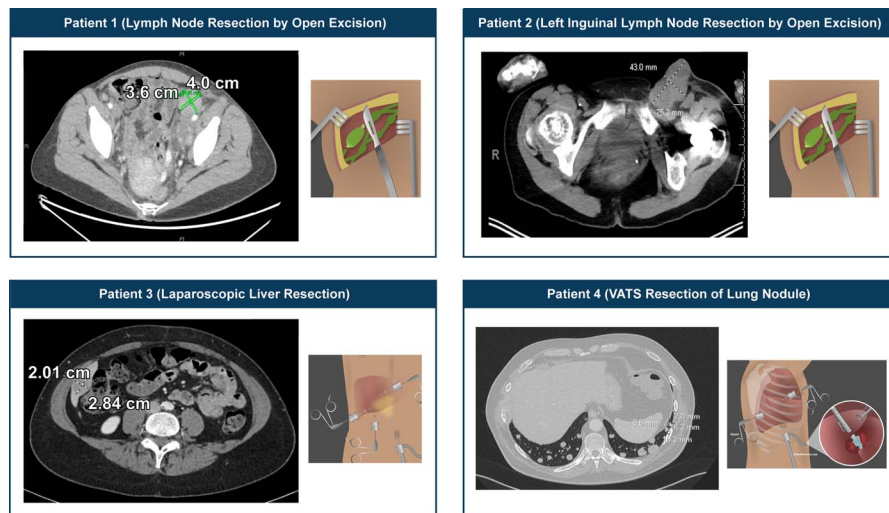 Patient 1 (Lymph Node Resection by Open Excision)
4.0 cm
3.6 cm
Patient 2 (Left Inguinal Lymph Node Resection by Open Excision)
43.0 mm
R
Patient 3 (Laparoscopic Liver Resection)
2.01 cm
2.84 cm
Patient 4 (VATS Resection of Lung Nodule)